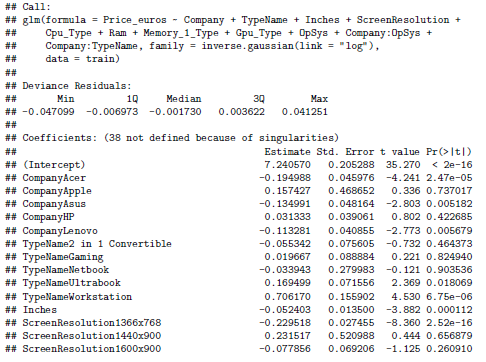 ## Call:
## glm(formula = Price_euros ~ Company + TypeName + Inches + ScreenResolution +
##     Cpu_Type + Ram + Memory_1_Type + Gpu_Type + OpSys + Company:OpSys +
##     Company:TypeName, family = inverse.gaussian(link = "log"),
##     data = train)
##
## Deviance Residuals:
##       Min         1Q     Median         3Q        Max
## -0.047099  -0.006973  -0.001730   0.003622   0.041251
##
## Coefficients: (38 not defined because of singularities)
##                            Estimate Std. Error t value Pr(>|t|)
## (Intercept)                7.240570   0.205288  35.270  < 2e-16
## CompanyAcer               -0.194988   0.045976  -4.241 2.47e-05
## CompanyApple               0.157427   0.468652   0.336 0.737017
## CompanyAsus               -0.134991   0.048164  -2.803 0.005182
## CompanyHP                  0.031333   0.039061   0.802 0.422685
## CompanyLenovo             -0.113281   0.040855  -2.773 0.005679
## TypeName2 in 1 Convertible -0.055342   0.075605  -0.732 0.464373
## TypeNameGaming             0.019667   0.088884   0.221 0.824940
## TypeNameNetbook           -0.033943   0.279983  -0.121 0.903536
## TypeNameUltrabook          0.169499   0.071556   2.369 0.018069
## TypeNameWorkstation        0.706170   0.155902   4.530 6.75e-06
## Inches                    -0.052403   0.013500  -3.882 0.000112
## ScreenResolution1366x768  -0.229518   0.027455  -8.360 2.52e-16
## ScreenResolution1440x900   0.231517   0.520988   0.444 0.656879
## ScreenResolution1600x900  -0.077856   0.069206  -1.125 0.260910